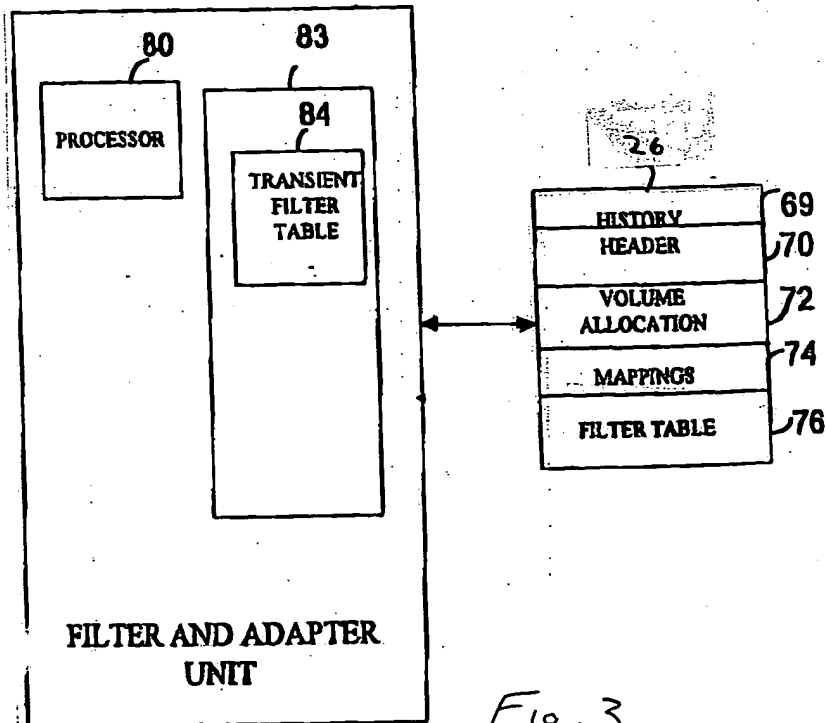 80
83
PROCESSOR
84
TRANSIENT
FILTER
TABLE
26
HISTORY
69
HEADER
70
VOLUME
ALLOCATION
72
MAPPINGS
74
FILTER TABLE
76
FILTER AND ADAPTER
UNIT
Fig. 3